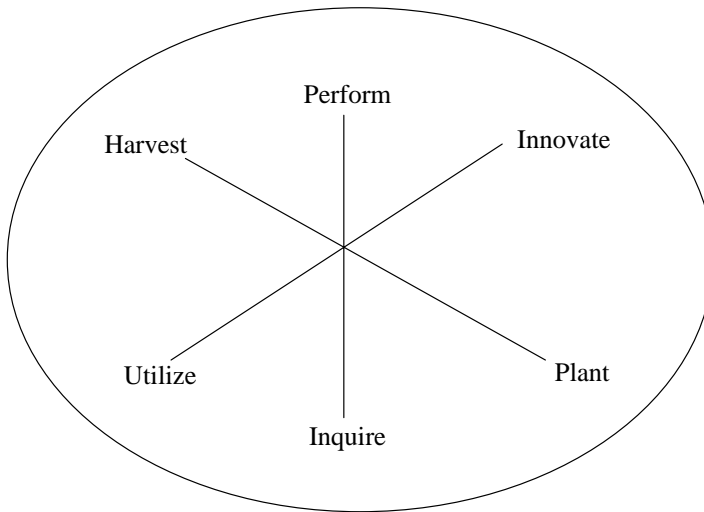 Perform
Harvest
Innovate
Utilize
Plant
Inquire